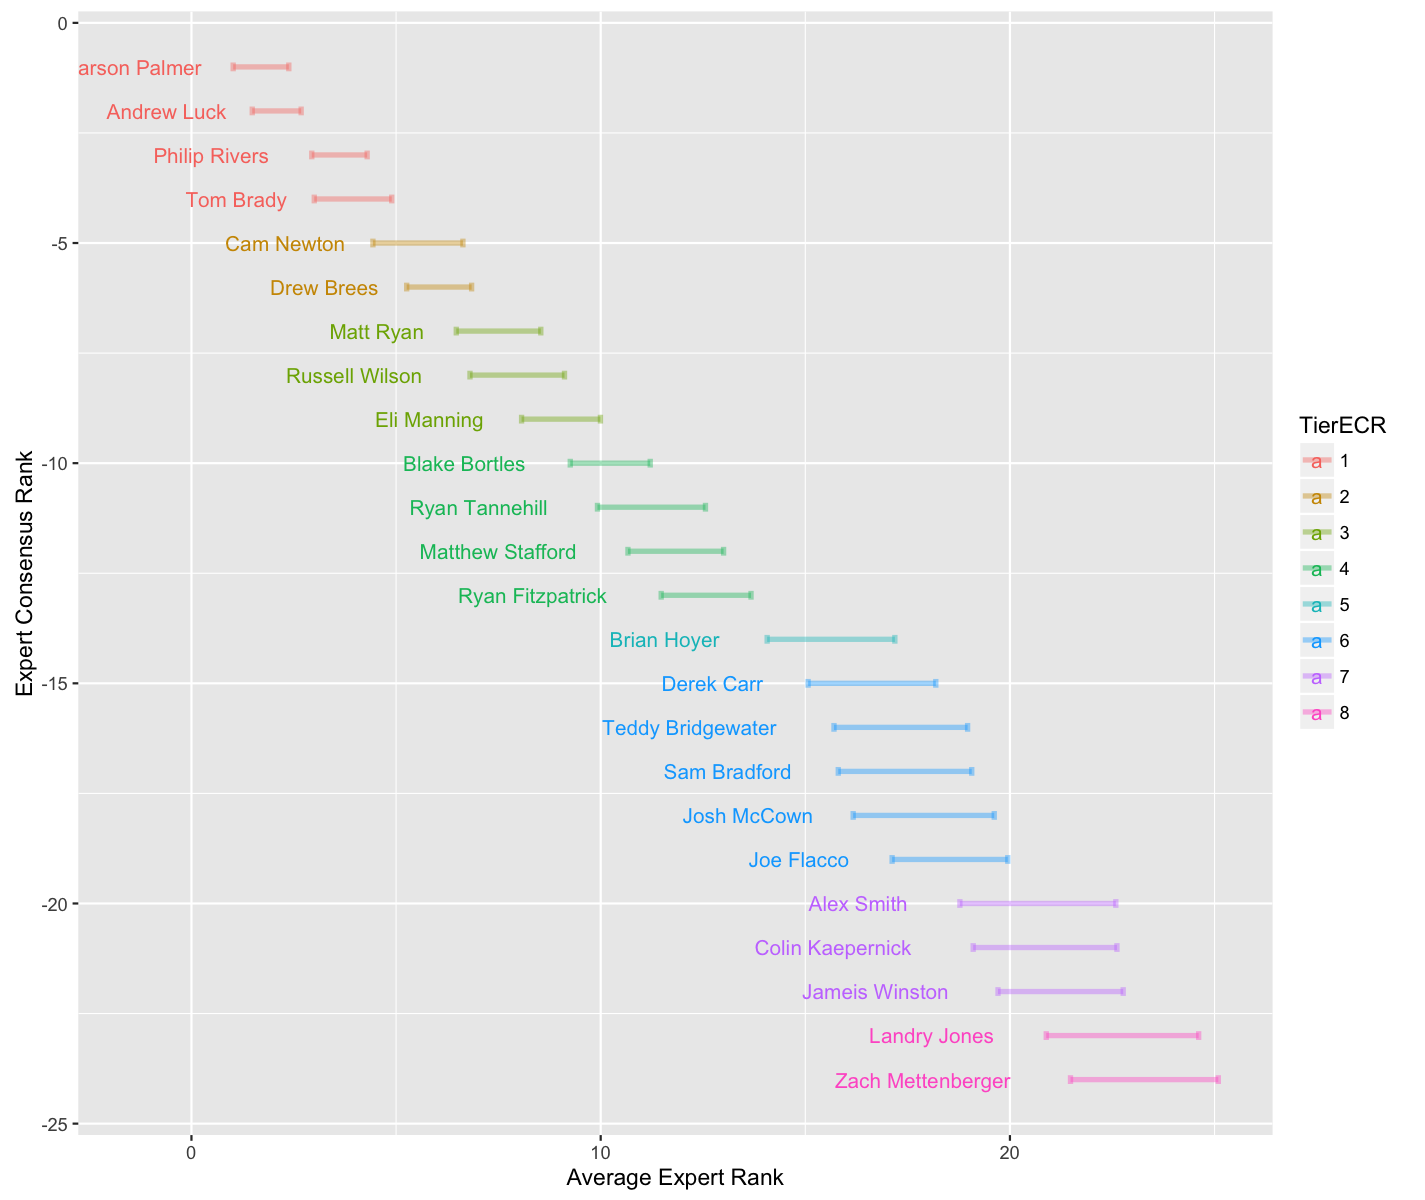 0
arson Palmer
Andrew Luck
Philip Rivers
Tom Brady
-5
Cam Newton
Drew Brees
Matt Ryan
Russell Wilson
Eli Manning
-10
Blake Bortles
Ryan Tannehill
Matthew Stafford
Ryan Fitzpatrick
Brian Hoyer
-15
Derek Carr
Teddy Bridgewater
Sam Bradford
Josh McCown
Joe Flacco
-20
Alex Smith
Colin Kaepernick
Jameis Winston
Landry Jones
Zach Mettenberger
-25
0 10 20
Average Expert Rank
Expert Consensus Rank
TierECR
a 1
a 2
a 3
a 4
a 5
a 6
a 7
a 8